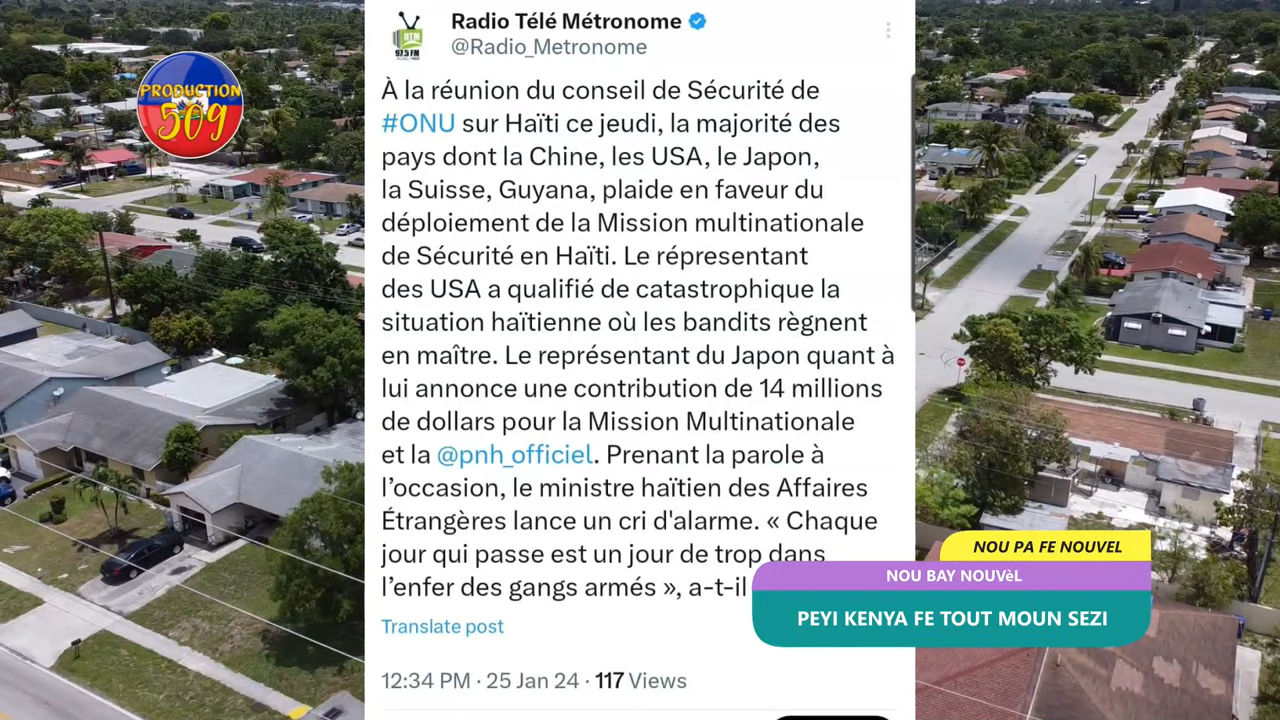 PRODUCTION
509
RTM
97.5 FM
Radio Télé Métronome
@Radio_Metronome
À la réunion du conseil de Sécurité de
#ONU sur Haïti ce jeudi, la majorité des
pays dont la Chine, les USA, le Japon,
la Suisse, Guyana, plaide en faveur du
déploiement de la Mission multinationale
de Sécurité en Haïti. Le répresentant
des USA a qualifié de catastrophique la
situation haïtienne où les bandits règnent
en maître. Le représentant du Japon quant à
lui annonce une contribution de 14 millions
de dollars pour la Mission Multinationale
et la @pnh_officiel. Prenant la parole à
l’occasion, le ministre haïtien des Affaires
Étrangères lance un cri d'alarme. « Chaque
jour qui passe est un jour de trop dans
l’enfer des gangs armés », a-t-il
Translate post
12:34 PM · 25 Jan 24 · 117 Views
NOU PA FE NOUVEL
NOU BAY NOUVèL
PEYI KENYA FE TOUT MOUN SEZI